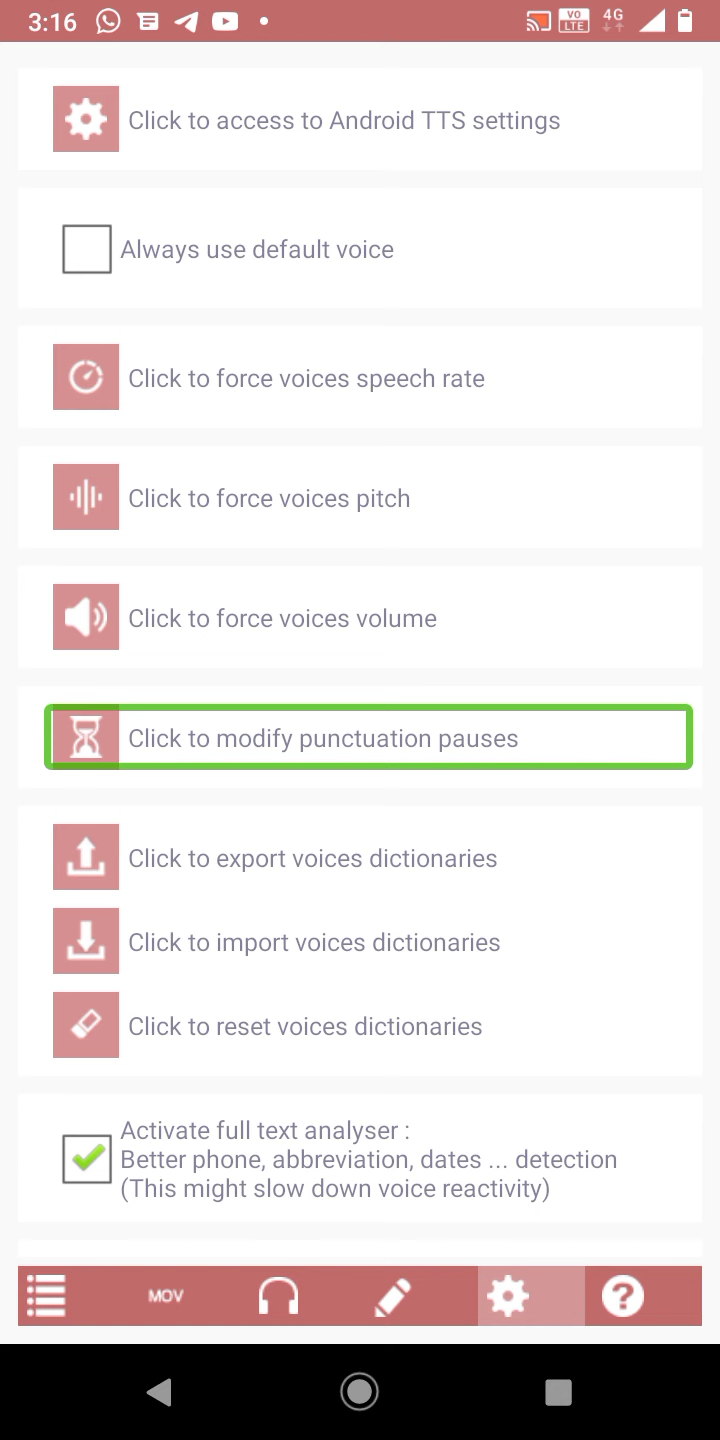 3:16
VO
LTE
4G
Click to access to Android TTS settings
Always use default voice
Click to force voices speech rate
Click to force voices pitch
Click to force voices volume
Click to modify punctuation pauses
Click to export voices dictionaries
Click to import voices dictionaries
Click to reset voices dictionaries
Activate full text analyser :
Better phone, abbreviation, dates ... detection
(This might slow down voice reactivity)
MOV
?